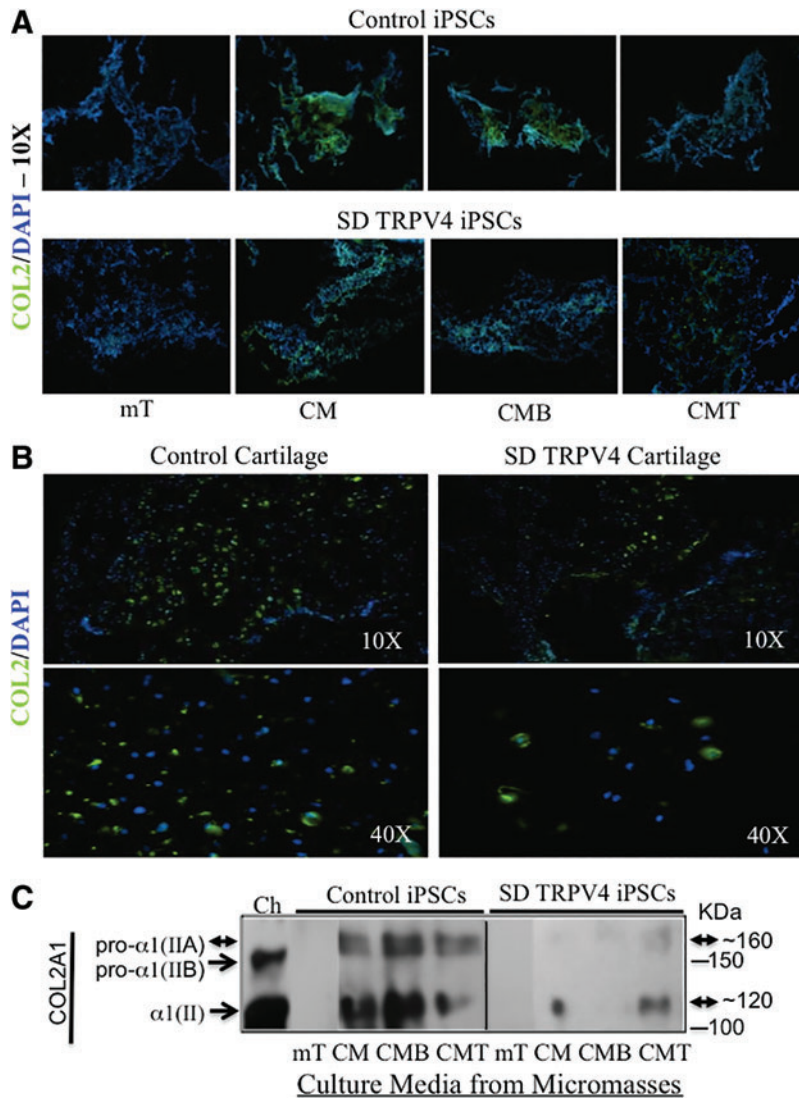 A
Control iPSCs
COL2/DAPI – 10X
SD TRPV4 iPSCs
mT CM CMB CMT
B
Control Cartilage SD TRPV4 Cartilage
COL2/DAPI
10X 10X
40X 40X
C
Ch Control iPSCs SD TRPV4 iPSCs KDa
COL2A1
pro-α1(IIA) ~160
pro-α1(IIB) 150
α1(II) ~120
100
mT CM CMB CMT mT CM CMB CMT
Culture Media from Micromasses